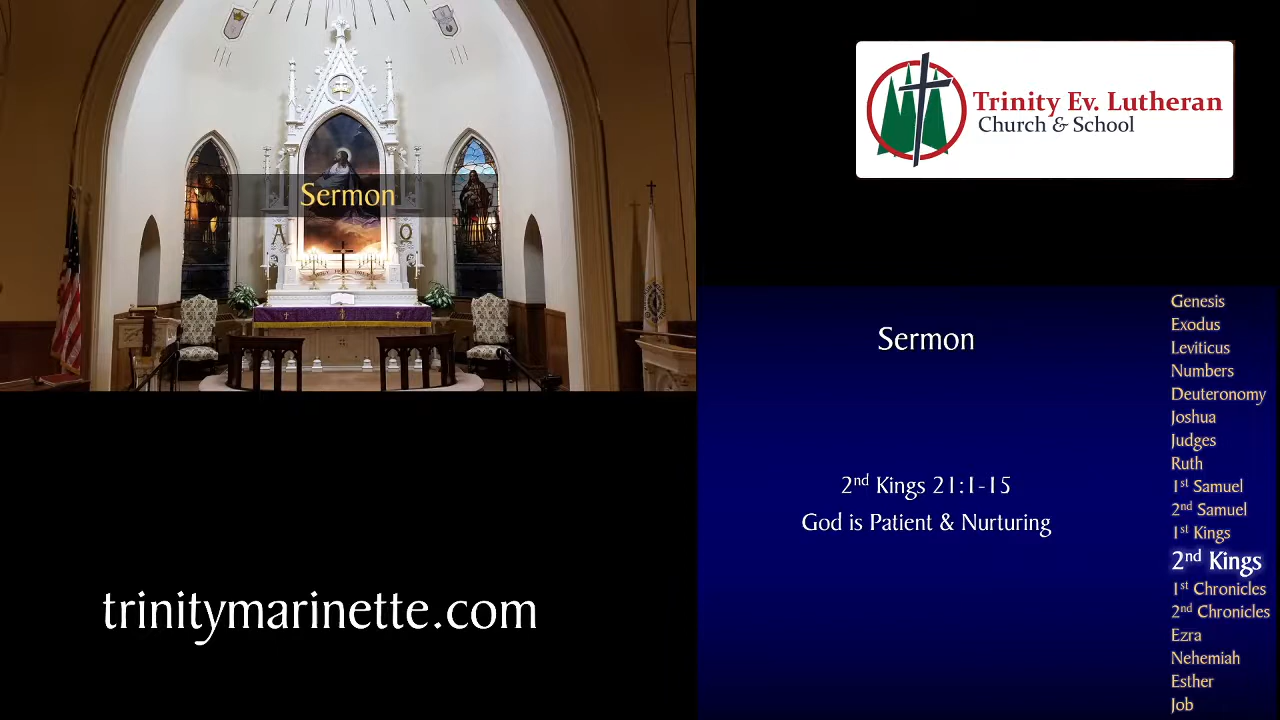 Sermon
Α
Ω
Trinity Ev. Lutheran
Church & School
Sermon
2nd Kings 21:1-15
God is Patient & Nurturing
Genesis
Exodus
Leviticus
Numbers
Deuteronomy
Joshua
Judges
Ruth
1st Samuel
2nd Samuel
1st Kings
2nd Kings
1st Chronicles
2nd Chronicles
Ezra
Nehemiah
Esther
Job
trinitymarinette.com